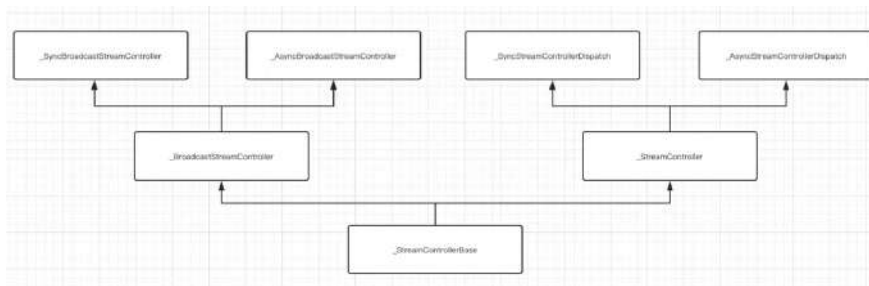 _SyncBroadcastStreamController
_AsyncBroadcastStreamController
_SyncStreamControllerDispatch
_AsyncStreamControllerDispatch
_BroadcastStreamController
_StreamController
_StreamControllerBase